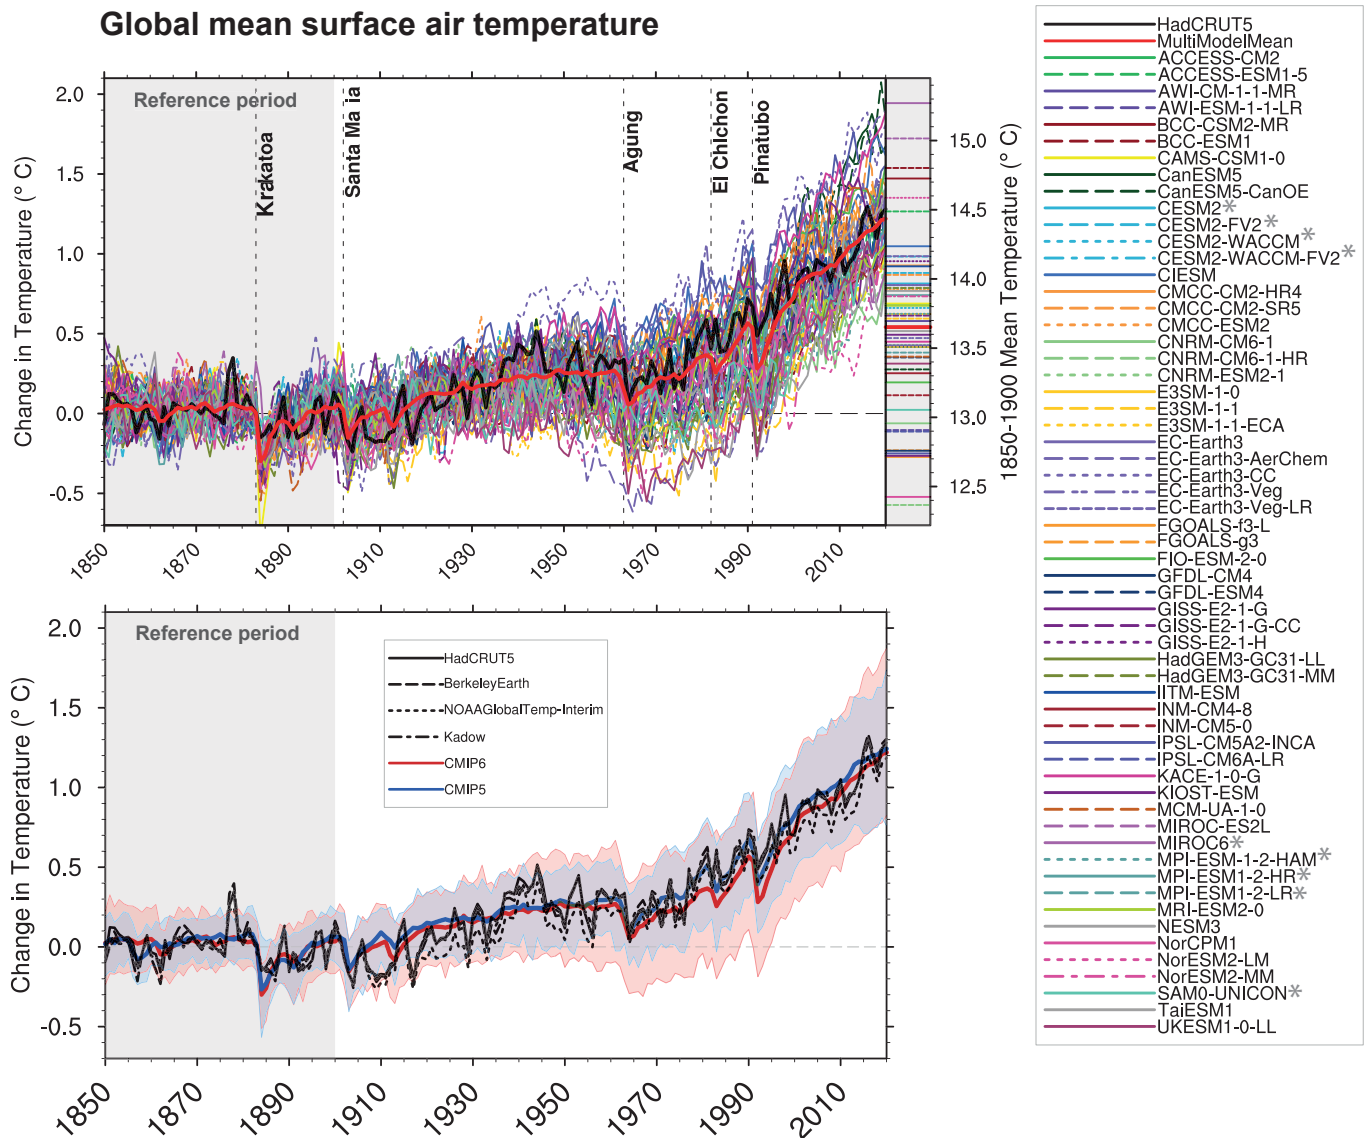 Global mean surface air temperature
Reference period
Krakatoa
Santa Ma ia
Agung
El Chichon
Pinatubo
Change in Temperature (° C)
2.0
1.5
1.0
0.5
0.0
-0.5
1850
1870
1890
1910
1930
1950
1970
1990
2010
15.0
14.5
14.0
13.5
13.0
12.5
1850-1900 Mean Temperature (° C)
Reference period
HadCRUT5
BerkeleyEarth
NOAAGlobalTemp-Interim
Kadow
CMIP6
CMIP5
Change in Temperature (° C)
2.0
1.5
1.0
0.5
0.0
-0.5
1850
1870
1890
1910
1930
1950
1970
1990
2010
HadCRUT5
MultiModelMean
ACCESS-CM2
ACCESS-ESM1-5
AWI-CM-1-1-MR
AWI-ESM-1-1-LR
BCC-CSM2-MR
BCC-ESM1
CAMS-CSM1-0
CanESM5
CanESM5-CanOE
CESM2*
CESM2-FV2*
CESM2-WACCM*
CESM2-WACCM-FV2*
CIESM
CMCC-CM2-HR4
CMCC-CM2-SR5
CMCC-ESM2
CNRM-CM6-1
CNRM-CM6-1-HR
CNRM-ESM2-1
E3SM-1-0
E3SM-1-1
E3SM-1-1-ECA
EC-Earth3
EC-Earth3-AerChem
EC-Earth3-CC
EC-Earth3-Veg
EC-Earth3-Veg-LR
FGOALS-f3-L
FGOALS-g3
FIO-ESM-2-0
GFDL-CM4
GFDL-ESM4
GISS-E2-1-G
GISS-E2-1-G-CC
GISS-E2-1-H
HadGEM3-GC31-LL
HadGEM3-GC31-MM
IITM-ESM
INM-CM4-8
INM-CM5-0
IPSL-CM5A2-INCA
IPSL-CM6A-LR
KACE-1-0-G
KIOST-ESM
MCM-UA-1-0
MIROC-ES2L
MIROC6*
MPI-ESM-1-2-HAM*
MPI-ESM1-2-HR*
MPI-ESM1-2-LR*
MRI-ESM2-0
NESM3
NorCPM1
NorESM2-LM
NorESM2-MM
SAM0-UNICON*
TaiESM1
UKESM1-0-LL